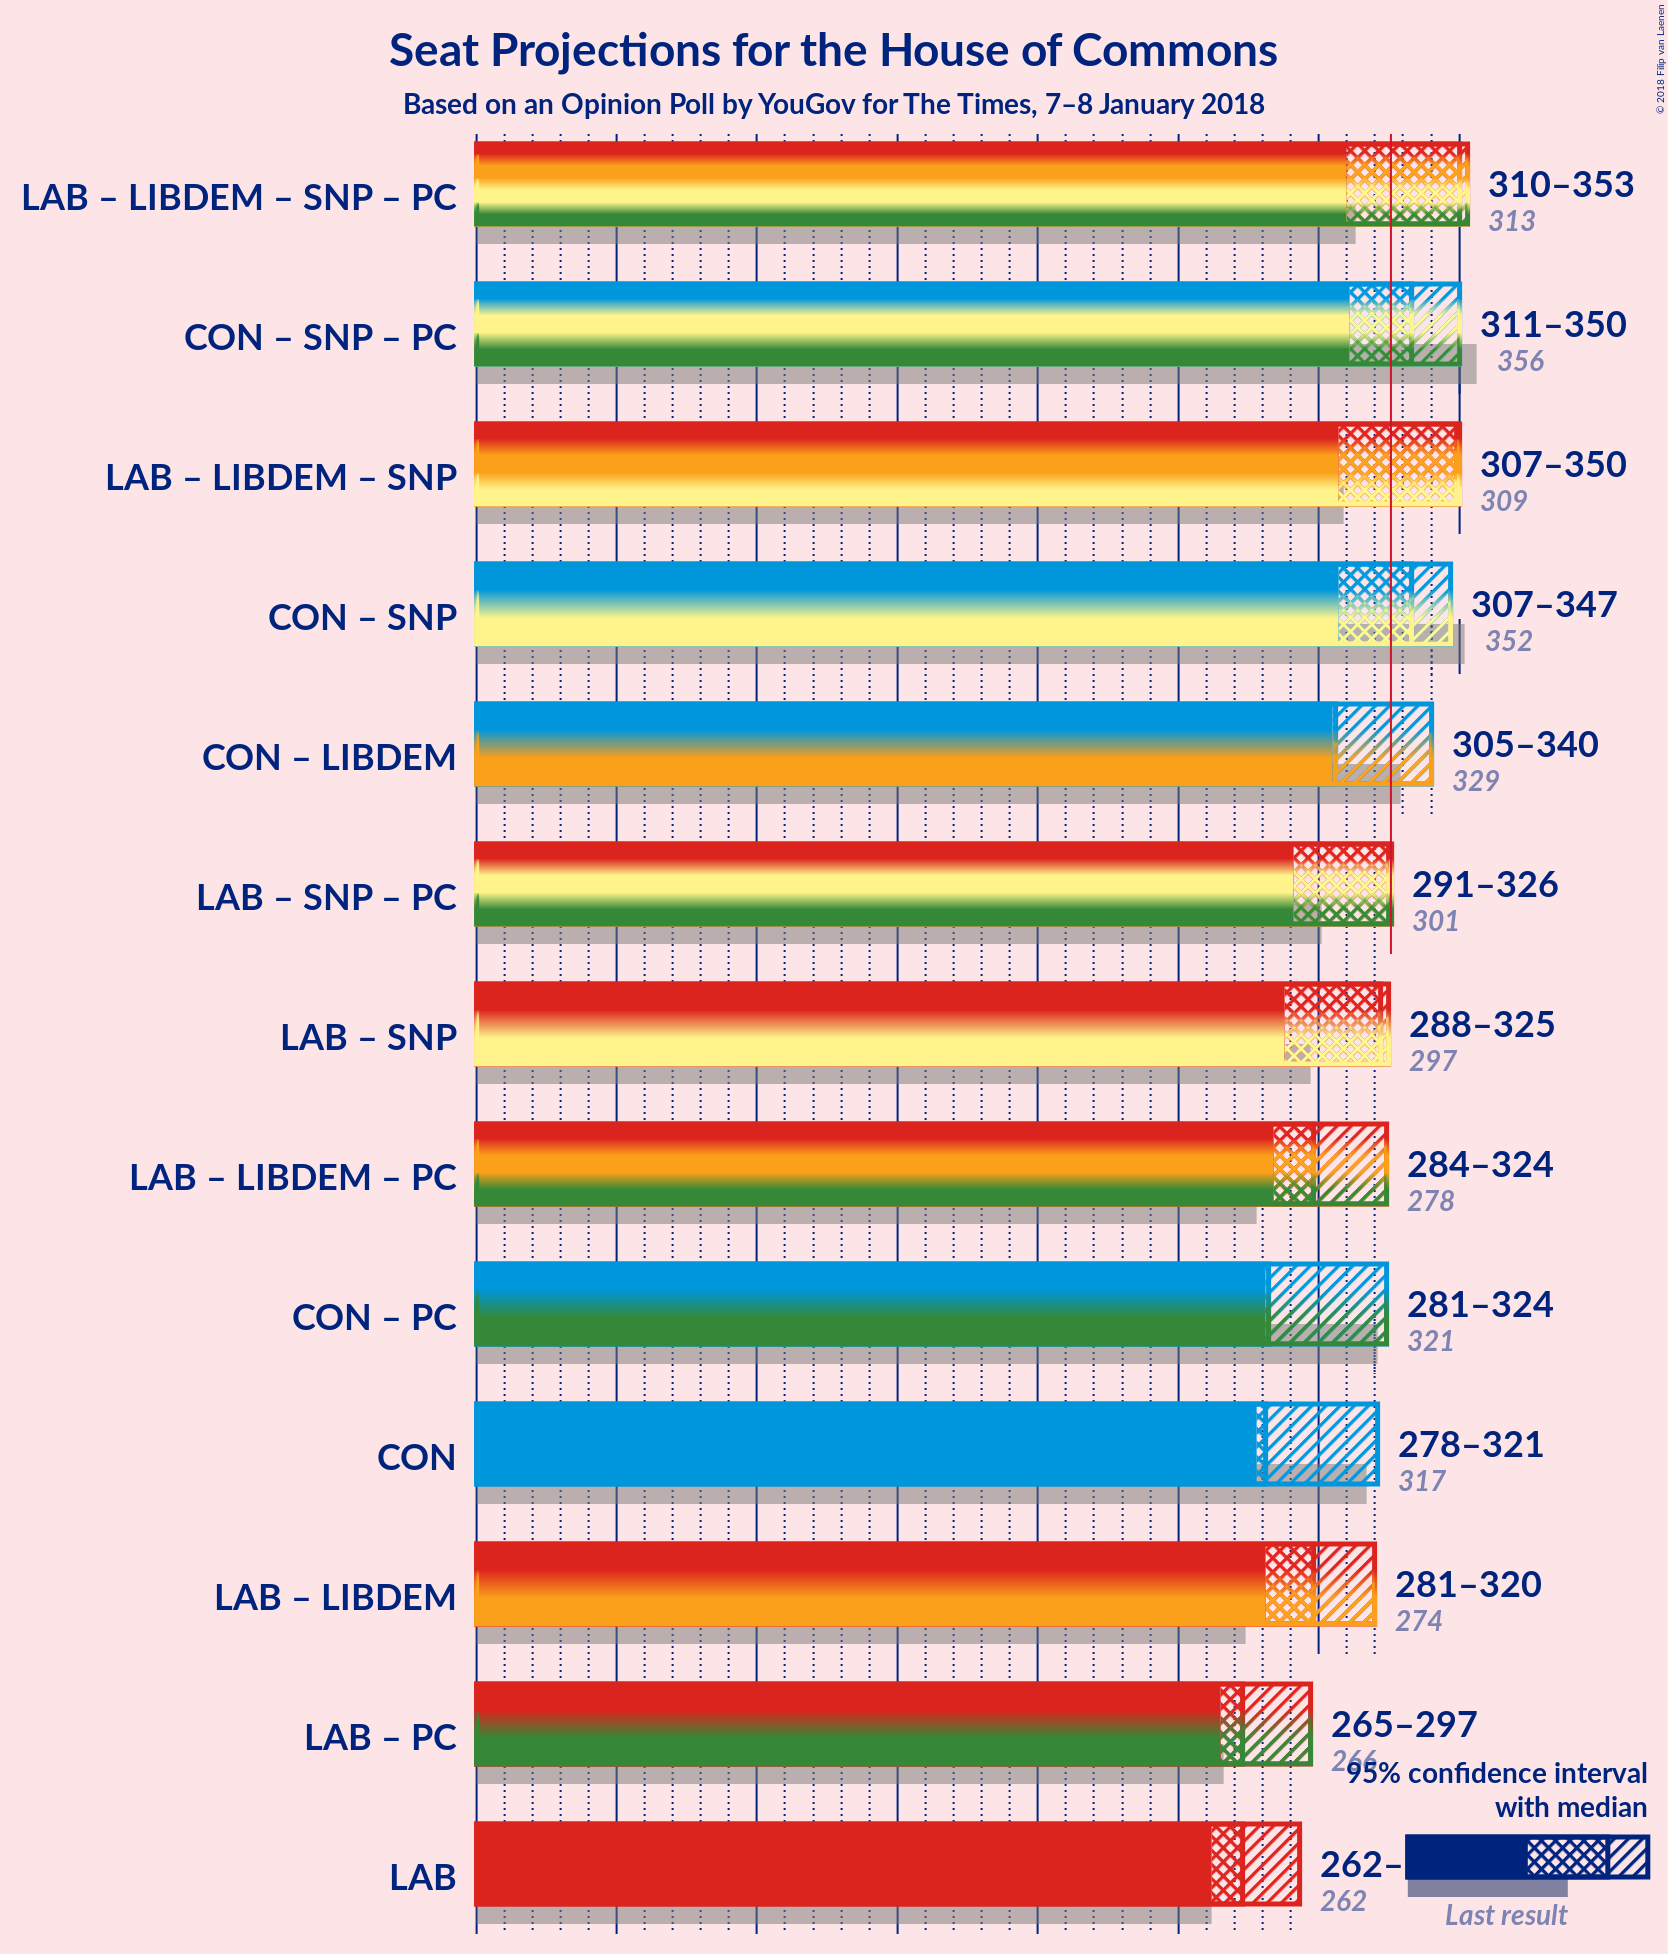 Seat Projections for the House of Commons
Based on an Opinion Poll by YouGov for The Times, 7–8 January 2018
© 2018 Filip van Laenen
LAB – LIBDEM – SNP – PC
310–353
313
CON – SNP – PC
311–350
356
LAB – LIBDEM – SNP
307–350
309
CON – SNP
307–347
352
CON – LIBDEM
305–340
329
LAB – SNP – PC
291–326
301
LAB – SNP
288–325
297
LAB – LIBDEM – PC
284–324
278
CON – PC
281–324
321
CON
278–321
317
LAB – LIBDEM
281–320
274
LAB – PC
265–297
266
95% confidence interval
with median
LAB
262–
262
Last result